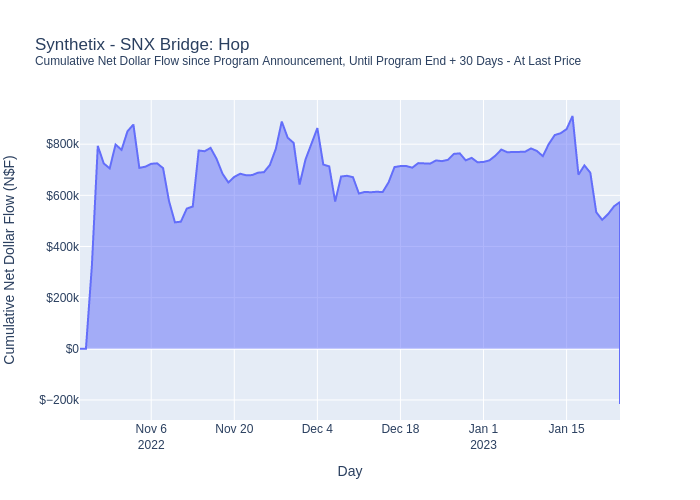 Synthetix - SNX Bridge: Hop
Cumulative Net Dollar Flow since Program Announcement, Until Program End + 30 Days - At Last Price
Cumulative Net Dollar Flow (N$F)
$800k
$600k
$400k
$200k
$0
$−200k
Nov 6
2022
Nov 20
Dec 4
Dec 18
Jan 1
2023
Jan 15
Day